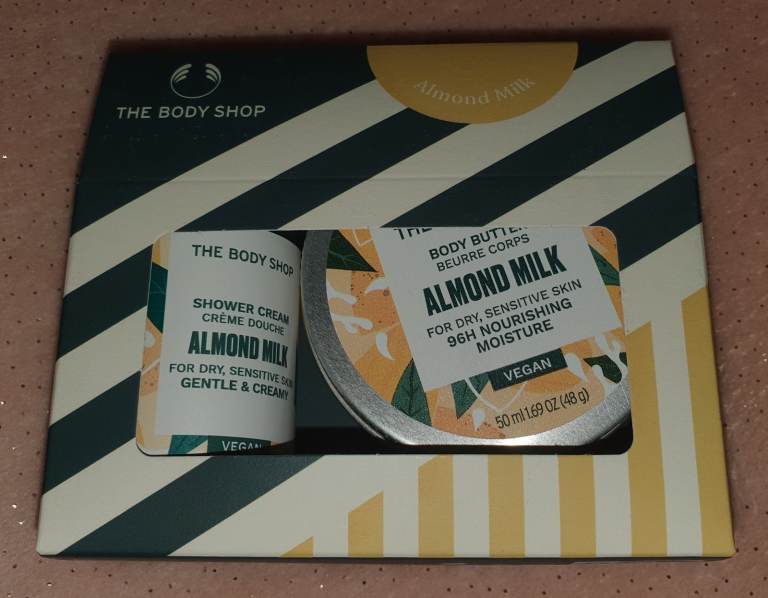 THE BODY SHOP
Almond Milk
THE BODY SHOP
SHOWER CREAM
CRÈME DOUCHE
ALMOND MILK
FOR DRY, SENSITIVE SKIN
GENTLE & CREAMY
VEGAN
BODY BUTTER
BEURRE CORPS
ALMOND MILK
FOR DRY, SENSITIVE SKIN
96H NOURISHING
MOISTURE
VEGAN
50 ml 1.69 OZ (48 g)